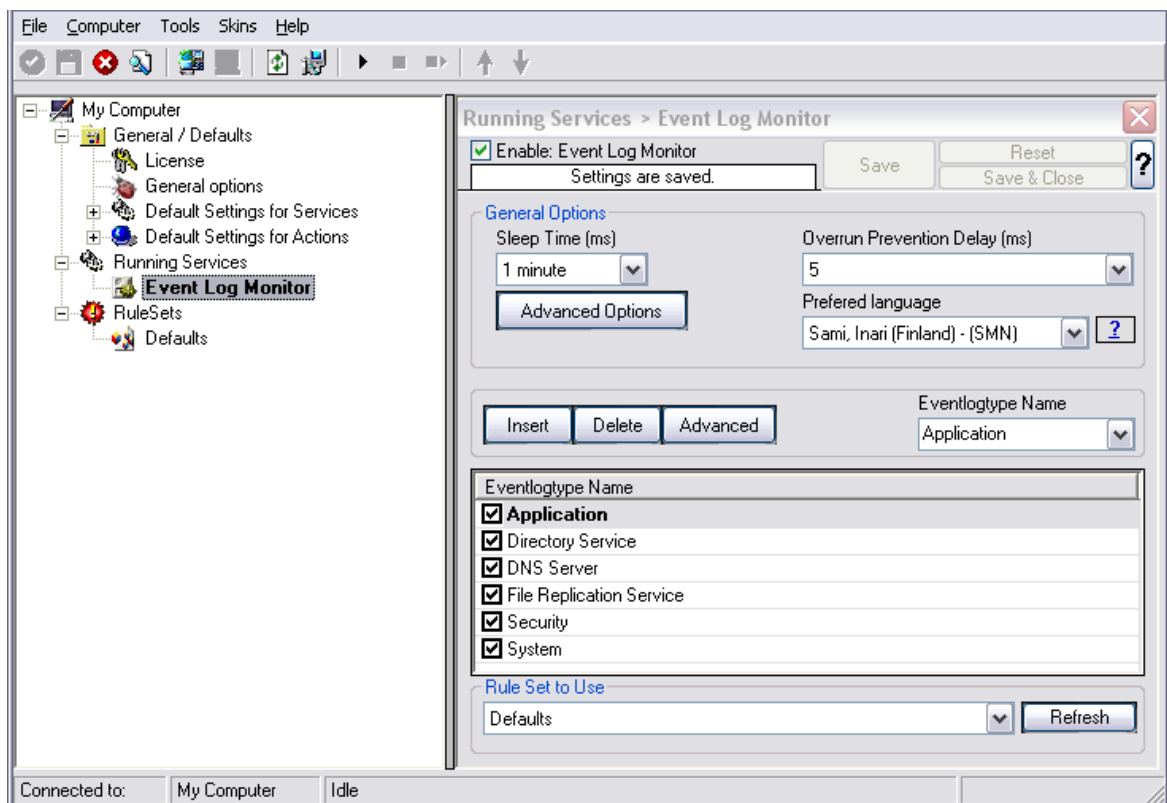 File Computer Tools Skins Help
My Computer
General / Defaults
License
General options
Default Settings for Services
Default Settings for Actions
Running Services
Event Log Monitor
RuleSets
Defaults
Running Services > Event Log Monitor
Enable: Event Log Monitor
Settings are saved.
Save
Reset
Save & Close
?
General Options
Sleep Time (ms)
Overrun Prevention Delay (ms)
1 minute
5
Advanced Options
Prefered language
Sami, Inari (Finland) - (SMN)
?
Insert
Delete
Advanced
Eventlogtype Name
Application
Eventlogtype Name
Application
Directory Service
DNS Server
File Replication Service
Security
System
Rule Set to Use
Defaults
Refresh
Connected to: My Computer Idle